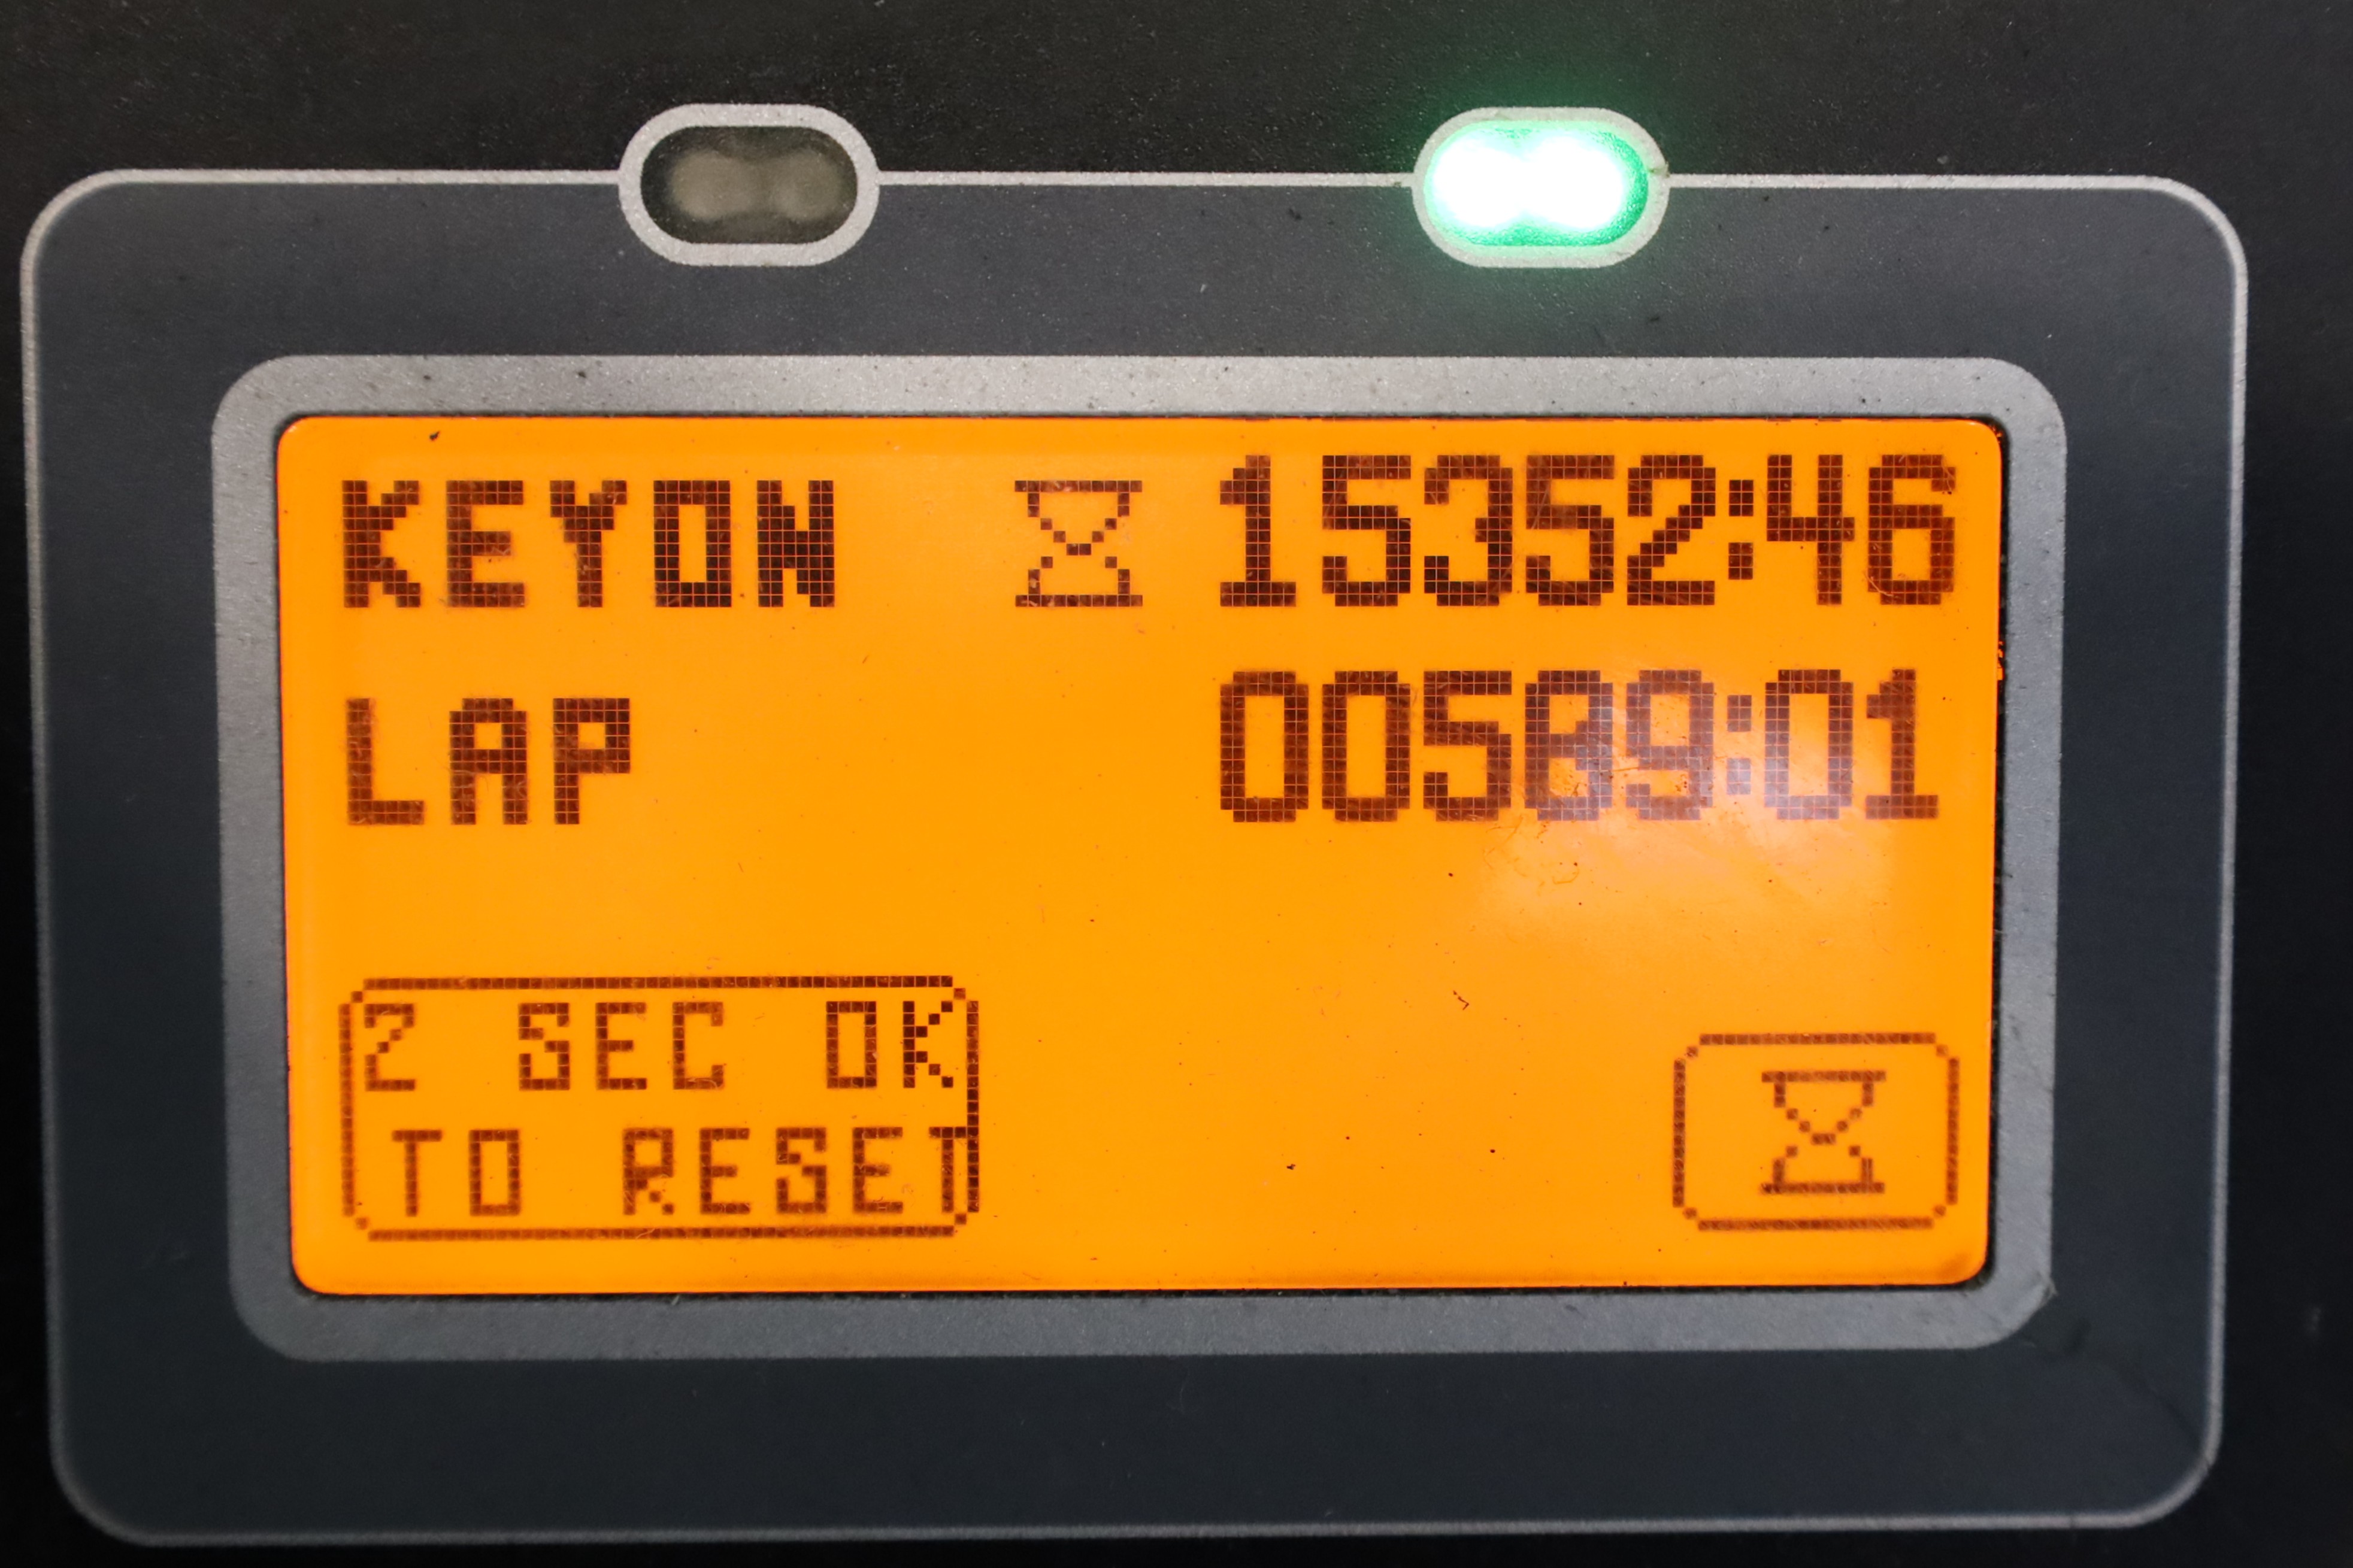 KEYON 15352:46
LAP 00589:01
2 SEC OK
TO RESET